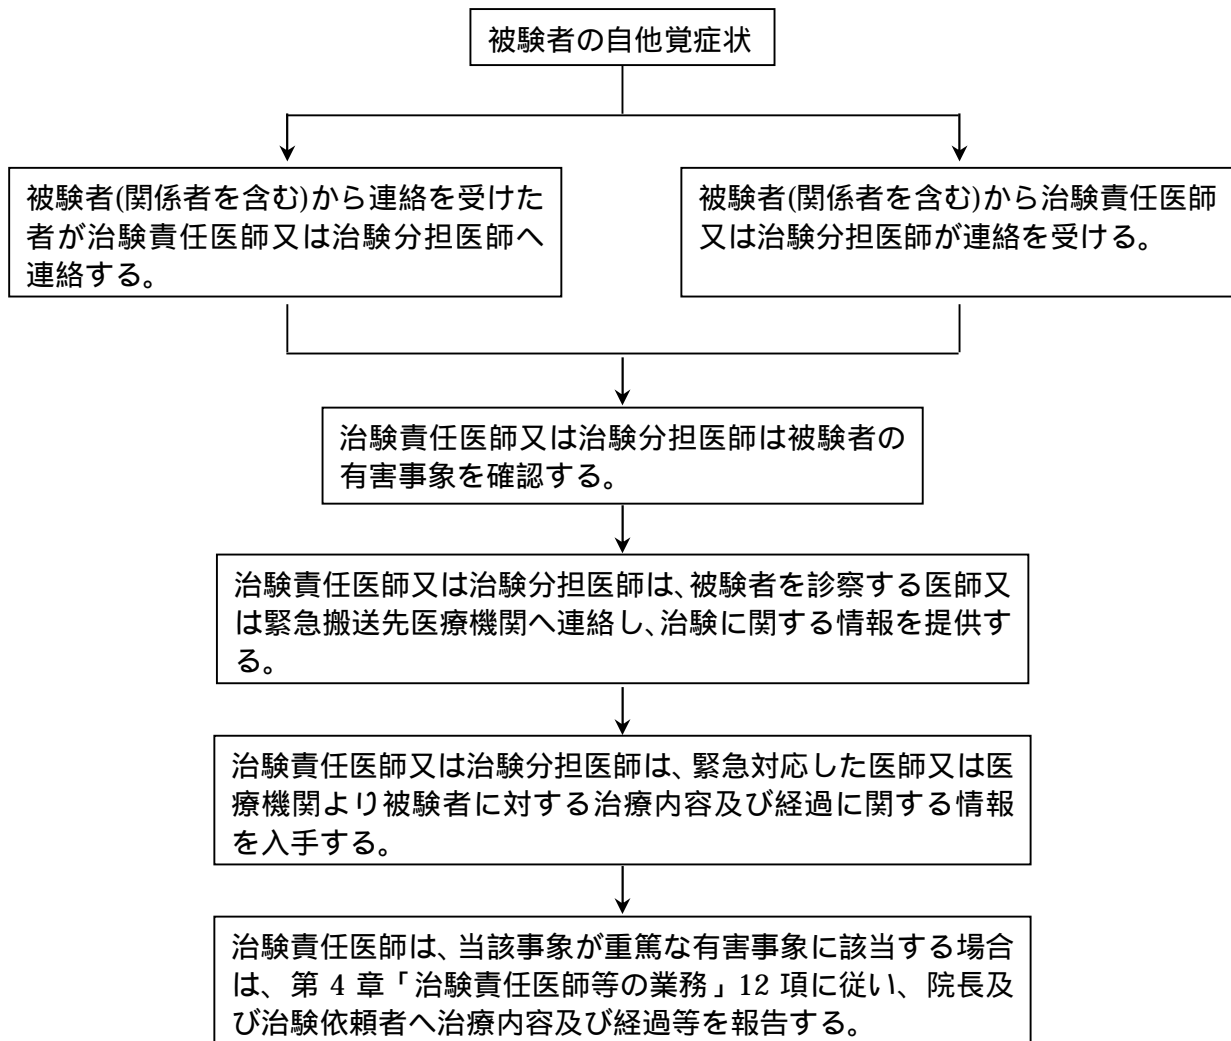 被験者の自他覚症状
被験者(関係者を含む)から連絡を受けた
者が治験責任医師又は治験分担医師へ
連絡する。
被験者(関係者を含む)から治験責任医師
又は治験分担医師が連絡を受ける。
治験責任医師又は治験分担医師は被験者の
有害事象を確認する。
治験責任医師又は治験分担医師は、被験者を診察する医師又
は緊急搬送先医療機関へ連絡し、治験に関する情報を提供す
る。
治験責任医師又は治験分担医師は、緊急対応した医師又は医
療機関より被験者に対する治療内容及び経過に関する情報
を入手する。
治験責任医師は、当該事象が重篤な有害事象に該当する場合
は、第 4 章「治験責任医師等の業務」12 項に従い、院長及
び治験依頼者へ治療内容及び経過等を報告する。